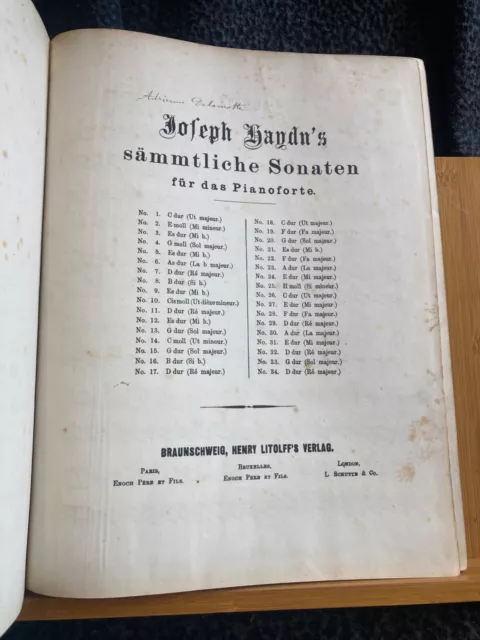 Joseph Haydn's
sämmtliche Sonaten
für das Pianoforte.
No. 1. C dur (Ut majeur.)
No. 2. E moll (Mi mineur.)
No. 3. Es dur (Mi b.)
No. 4. G moll (Sol majeur.)
No. 5. Es dur (Mi b.)
No. 6. As dur (La b majeur.)
No. 7. D dur (Ré majeur.)
No. 8. B dur (Si b.)
No. 9. Es dur (Mi b.)
No. 10. Cis moll (Ut dièse mineur.)
No. 11. D dur (Ré majeur.)
No. 12. Es dur (Mi b.)
No. 13. G dur (Sol majeur.)
No. 14. C moll (Ut mineur.)
No. 15. G dur (Sol majeur.)
No. 16. B dur (Si b.)
No. 17. D dur (Ré majeur.)
No. 18. C dur (Ut majeur.)
No. 19. F dur (Fa majeur.)
No. 20. G dur (Sol majeur.)
No. 21. Es dur (Mi b.)
No. 22. F dur (Fa majeur.)
No. 23. A dur (La majeur.)
No. 24. E dur (Mi majeur.)
No. 25. H moll (Si mineur.)
No. 26. C dur (Ut majeur.)
No. 27. E dur (Mi majeur.)
No. 28. F dur (Fa majeur.)
No. 29. D dur (Ré majeur.)
No. 30. A dur (La majeur.)
No. 31. E dur (Mi majeur.)
No. 32. D dur (Ré majeur.)
No. 33. G dur (Sol majeur.)
No. 34. D dur (Ré majeur.)
BRAUNSCHWEIG, HENRY LITOLFF'S VERLAG.
Paris,
Enoch Père et Fils.
Bruxelles,
Enoch Père et Fils.
London,
& Co.